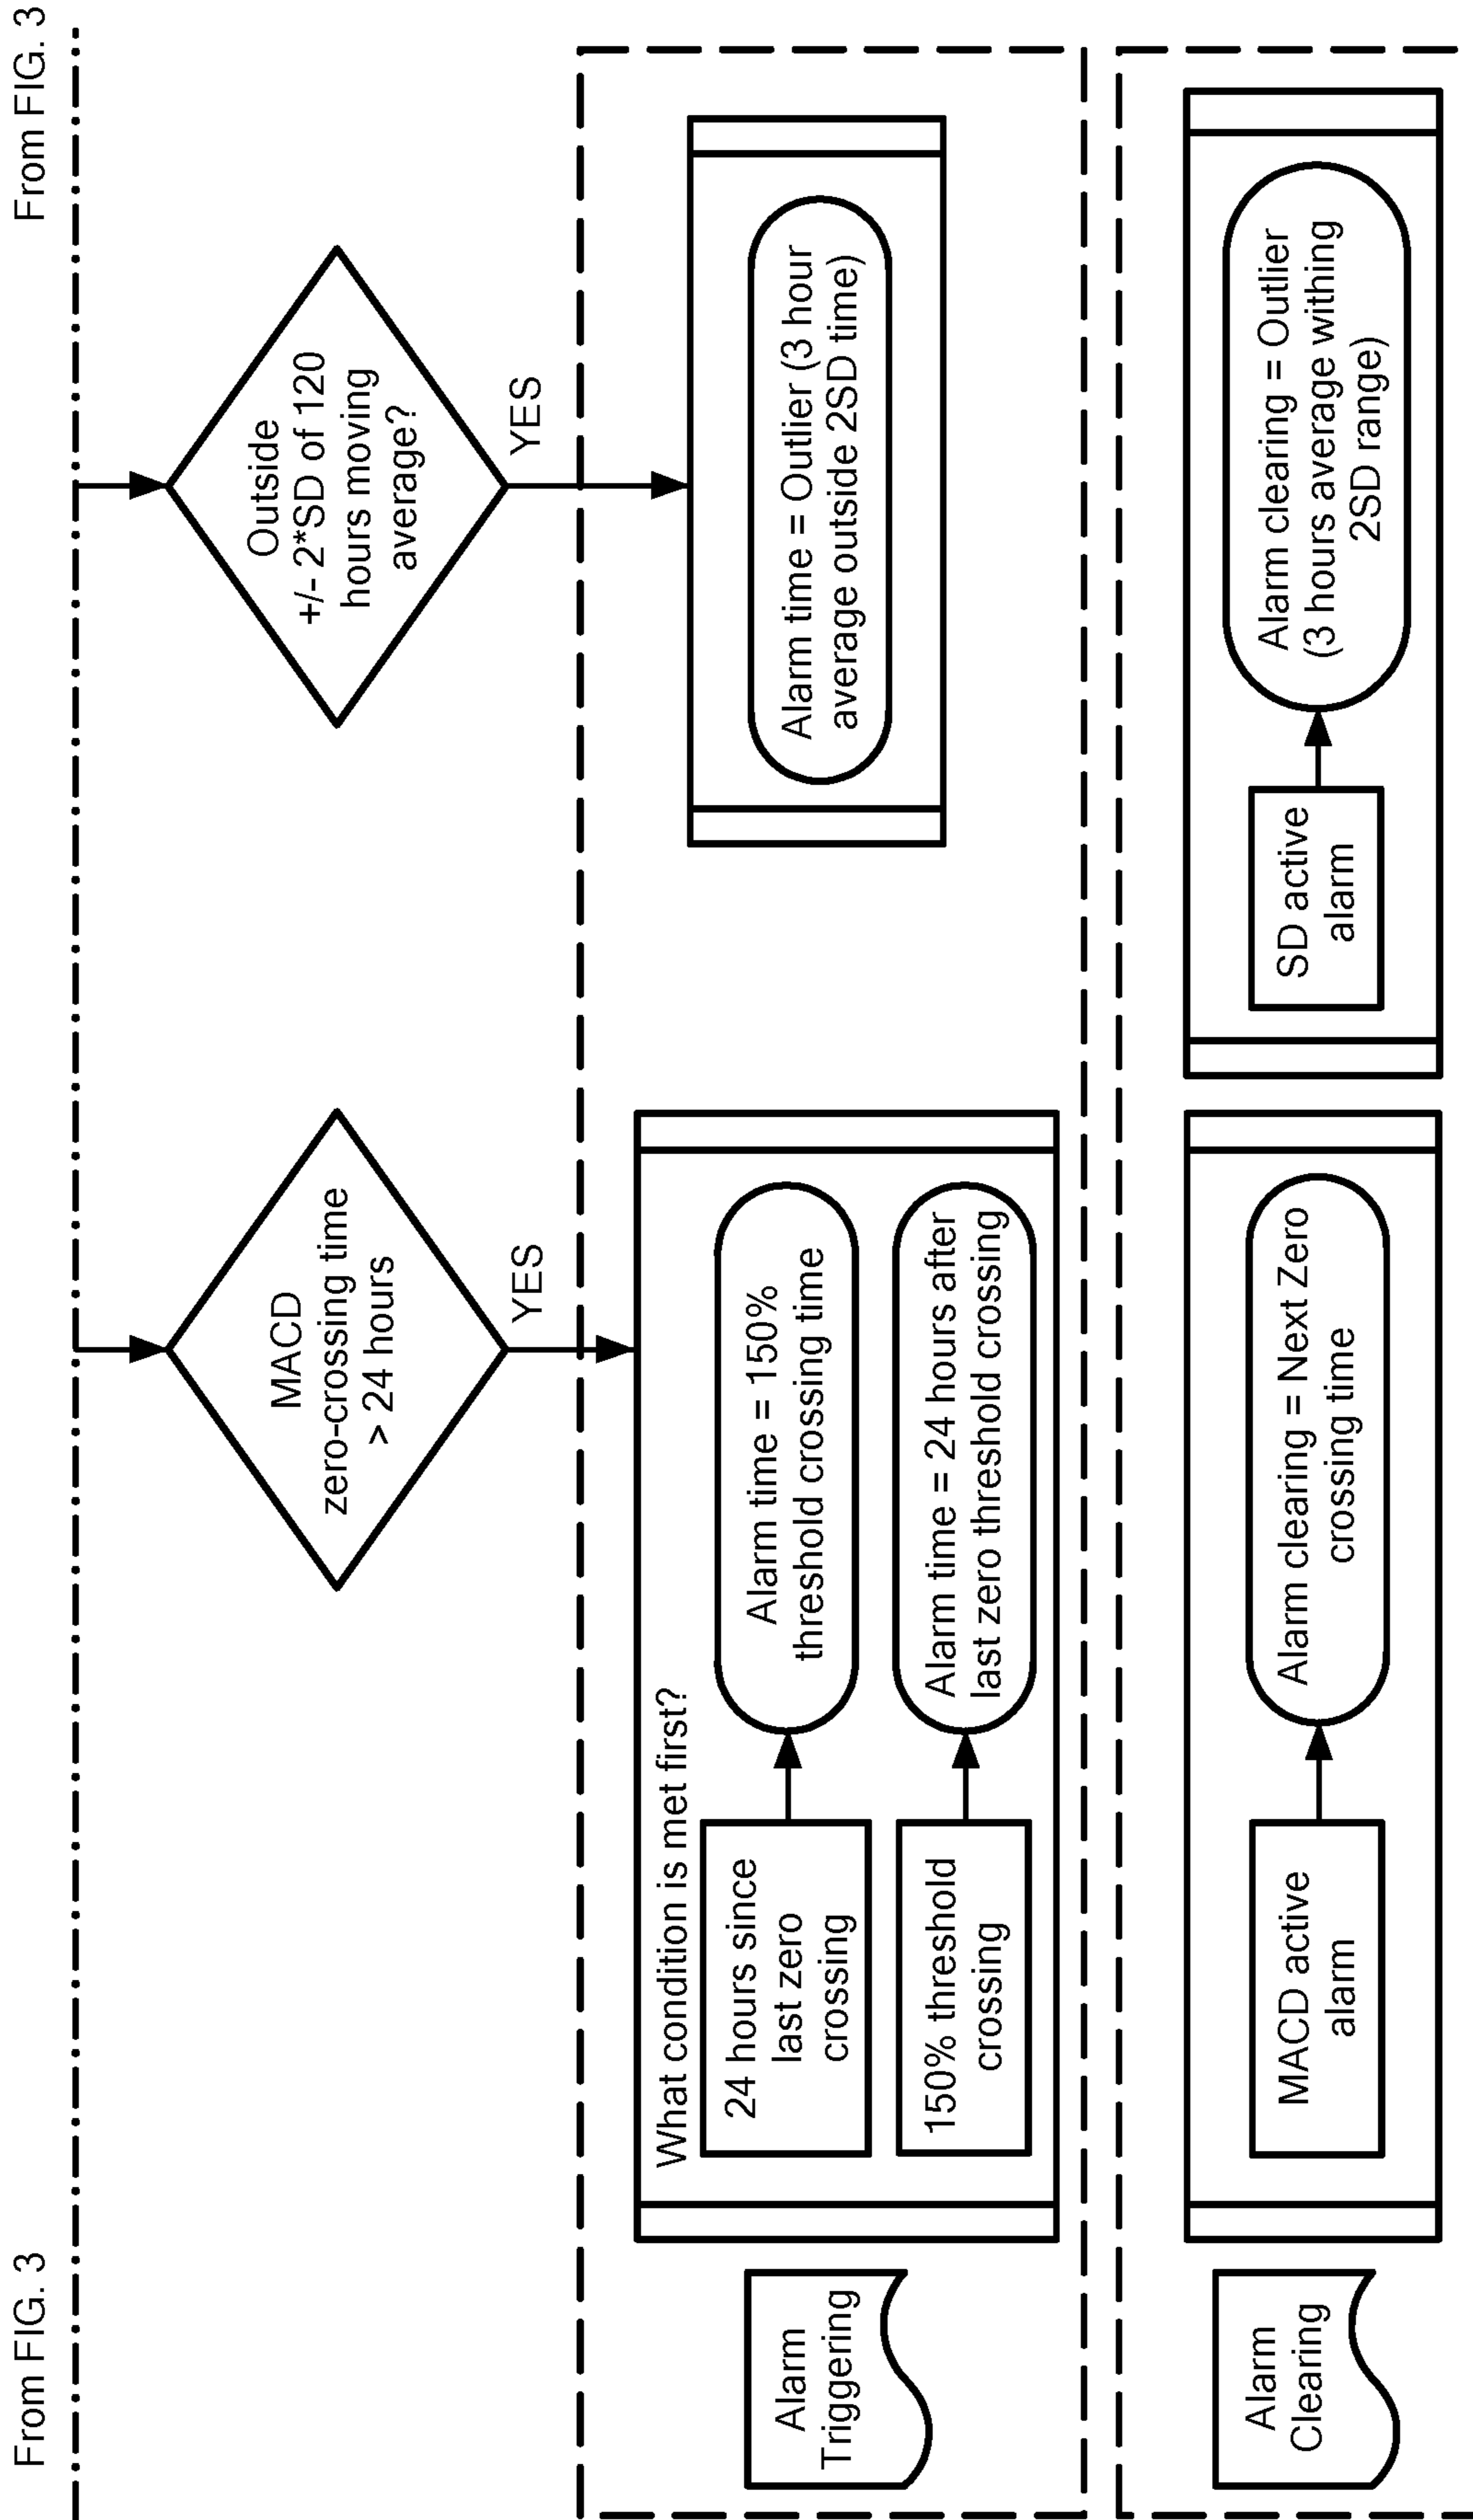 From FIG. 3
From FIG. 3
MACD
zero-crossing time
> 24 hours
YES
Outside
+/- 2*SD of 120
hours moving
average?
YES
Alarm
Triggering
What condition is met first?
24 hours since
last zero
crossing
Alarm time = 150%
threshold crossing time
150% threshold
crossing
Alarm time = 24 hours after
last zero threshold crossing
Alarm time = Outlier (3 hour
average outside 2SD time)
Alarm
Clearing
MACD active
alarm
Alarm clearing = Next Zero
crossing time
SD active
alarm
Alarm clearing = Outlier
(3 hours average withing
2SD range)